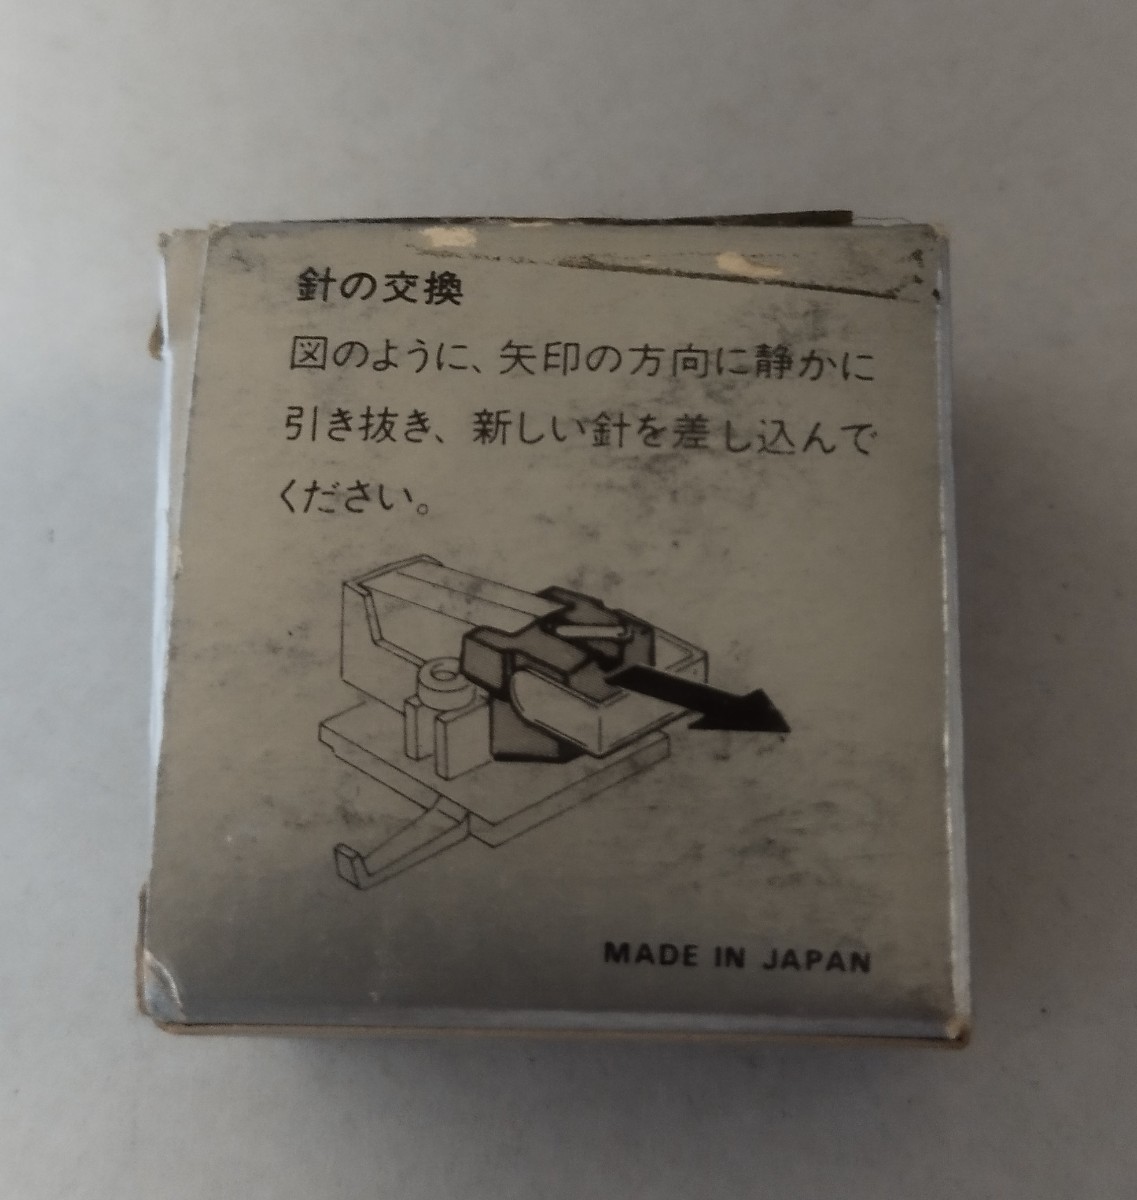 針の交換
図のように、矢印の方向に静かに
引き抜き、新しい針を差し込んで
ください。
MADE IN JAPAN